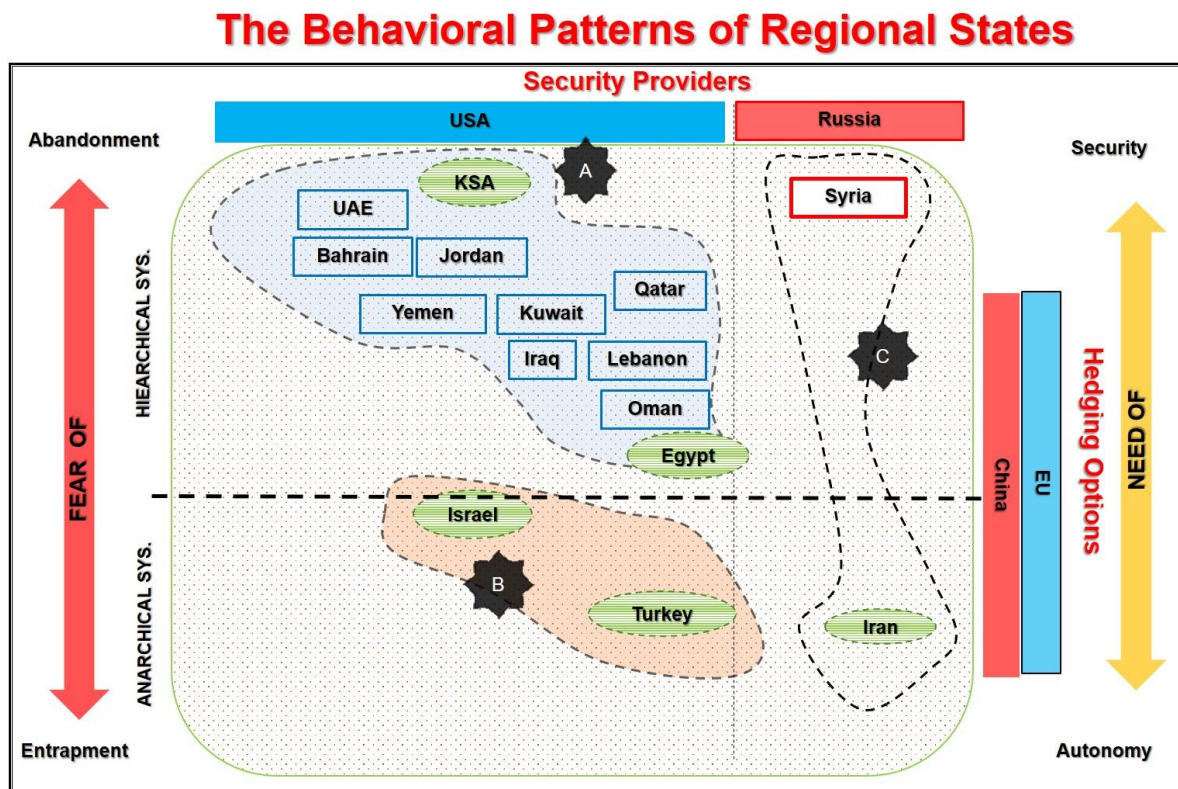 The Behavioral Patterns of Regional States
Security Providers
USA
Russia
Abandonment
Security
A
KSA
Syria
UAE
Bahrain
Jordan
Qatar
Yemen
Kuwait
Iraq
Lebanon
C
Oman
Egypt
HIEARCHICAL SYS.
FEAR OF
China
EU
Hedging Options
NEED OF
Israel
B
Turkey
Iran
ANARCHICAL SYS.
Entrapment
Autonomy